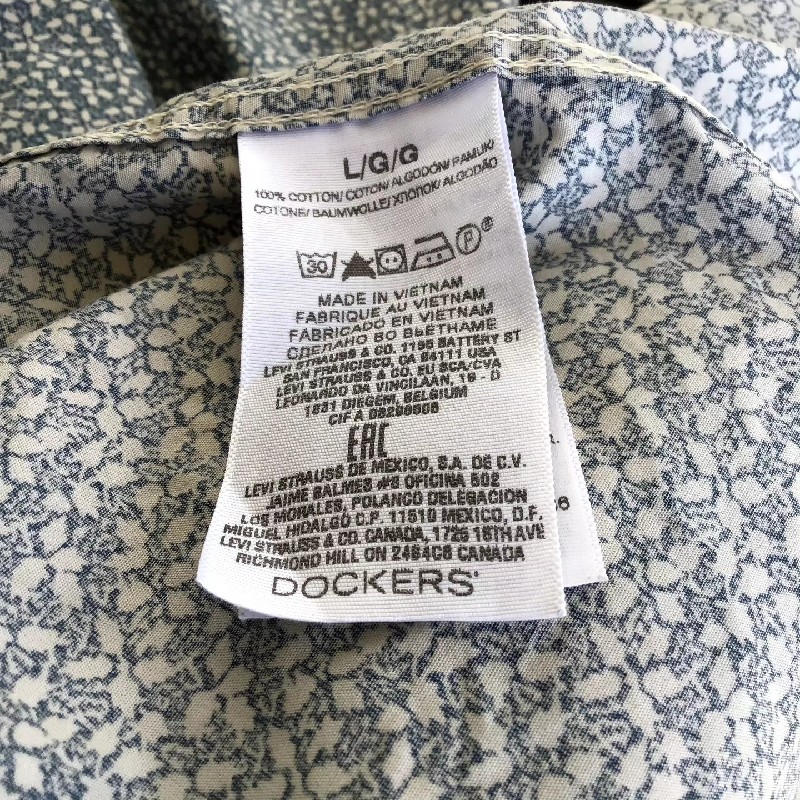 L/G/G
100% COTTON/ COTON/ ALGODÓN/ PAMUK/
COTONE/ BAUMWOLLE/ ХЛОПОК/ ALGODÃO
30 P ®
MADE IN VIETNAM
FABRIQUE AU VIETNAM
FABRICADO EN VIETNAM
СДЕЛАНО ВО ВЬЕТНАМЕ
LEVI STRAUSS & CO. 1155 BATTERY ST
SAN FRANCISCO, CA 94111 USA
LEVI STRAUSS & CO. EU SCA/CVA
LEONARDO DA VINCILAAN, 19 - D
1831 DIEGEM, BELGIUM
CIF A
EAC
LEVI STRAUSS DE MEXICO, S.A. DE C.V.
JAIME BALMES #8 OFICINA 502
LOS MORALES, POLANCO DELEGACION
MIGUEL HIDALGO C.P. 11510 MEXICO, D.F.
LEVI STRAUSS & CO. CANADA, 1725 16TH AVE
RICHMOND HILL ON CANADA
DOCKERS